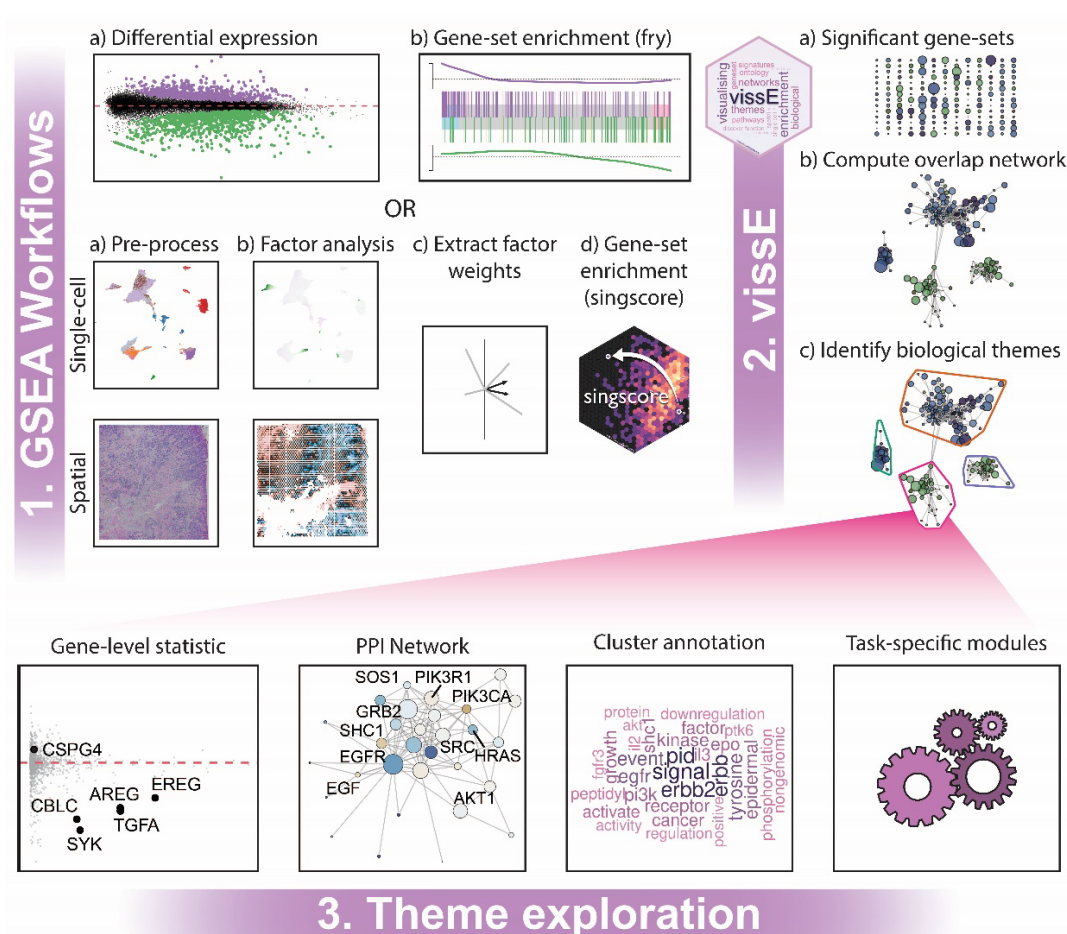 1. GSEA Workflows
a) Differential expression
b) Gene-set enrichment (fry)
OR
a) Pre-process
b) Factor analysis
c) Extract factor
weights
d) Gene-set
enrichment
(singscore)
Single-cell
Spatial
singscore
2. vissE
signatures
geneset
ontology
networks
visualising
vissE
themes
pathways
enrichment
biological
a) Significant gene-sets
b) Compute overlap network
c) Identify biological themes
Gene-level statistic
CSPG4
EREG
AREG
CBLC
TGFA
SYK
PPI Network
SOS1
PIK3R1
PIK3CA
GRB2
SHC1
SRC
HRAS
EGFR
EGF
AKT1
Cluster annotation
protein
downregulation
akt
shc1
factor
ptk6
il2
kinase
epo
growth
event
pid
il3
fgfr3
egfr
signal
erbb
tyrosine
epidermal
phosphorylation
nongenomic
peptidyl
pi3k
erbb2
activate
receptor
positive
activity
cancer
regulation
Task-specific modules
3. Theme exploration